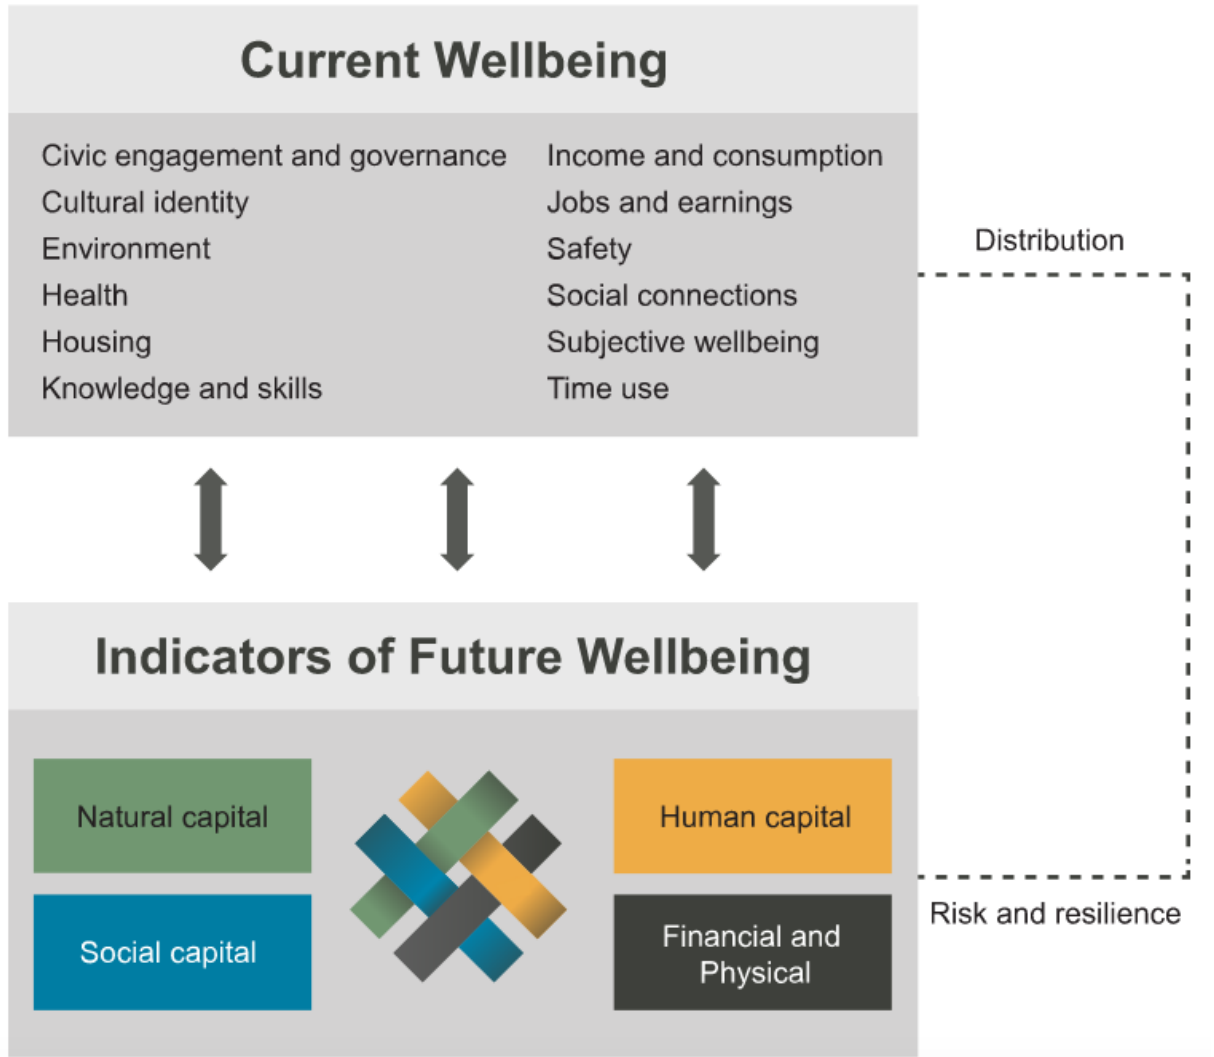 Current Wellbeing
Civic engagement and governance
Cultural identity
Environment
Health
Housing
Knowledge and skills
Income and consumption
Jobs and earnings
Safety
Social connections
Subjective wellbeing
Time use
Distribution
Indicators of Future Wellbeing
Natural capital
Human capital
Social capital
Financial and
Physical
Risk and resilience